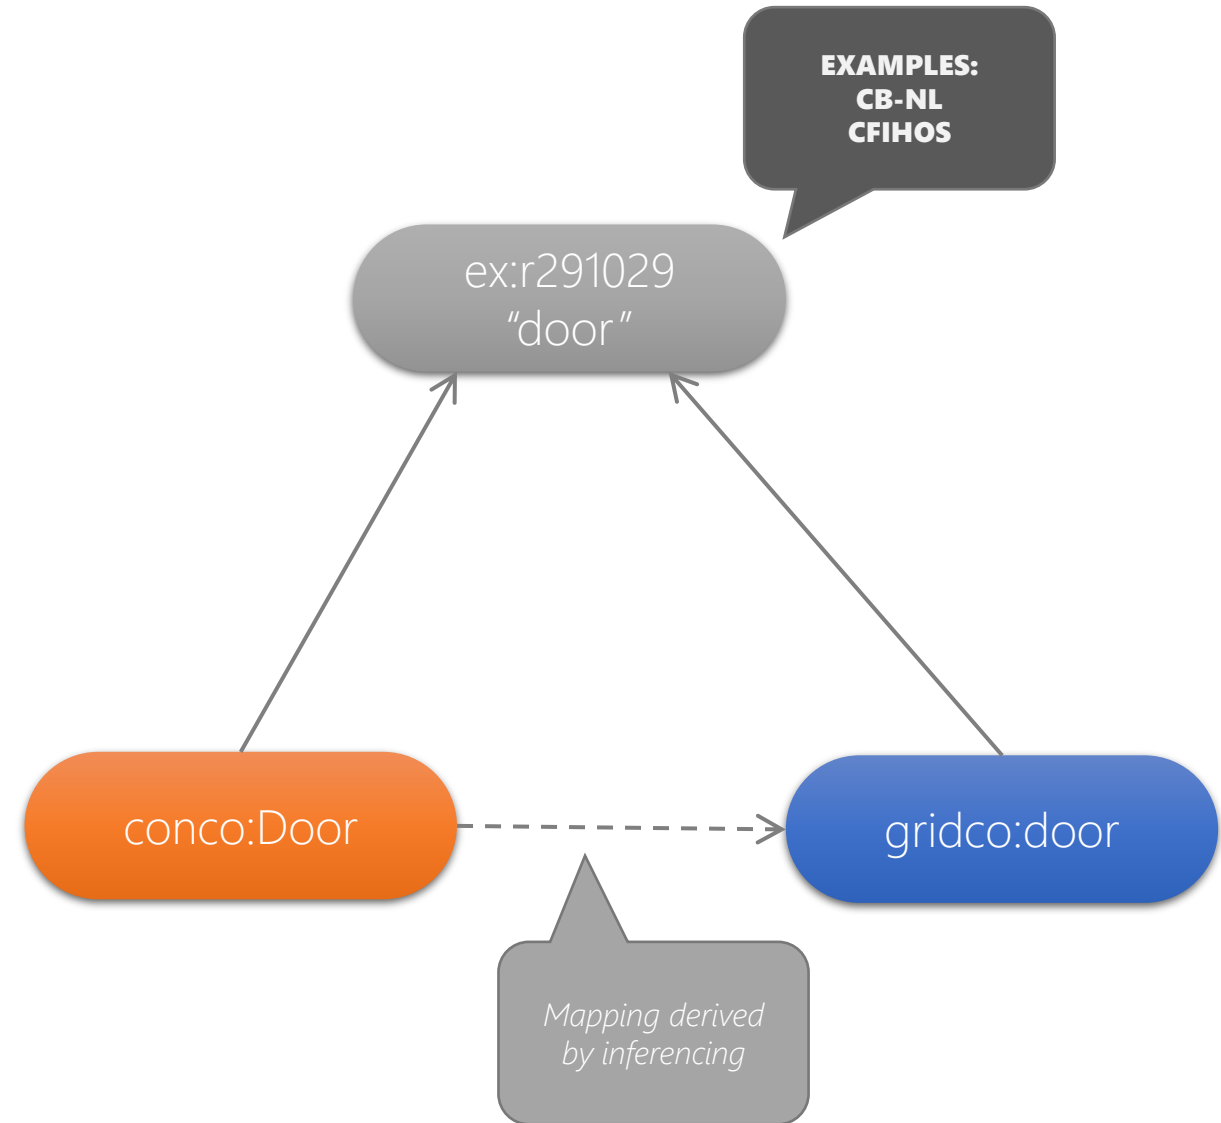 EXAMPLES:
CB-NL
CFIHOS
ex:r291029
“door”
conco:Door
gridco:door
Mapping derived
by inferencing